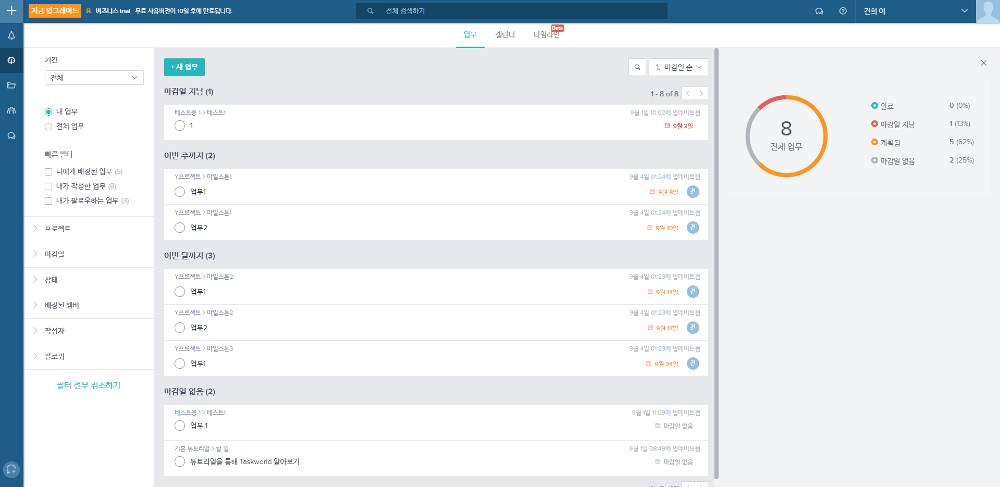 지금 업그레이드 비즈니스 trial 무료 사용버전이 10일 후에 만료됩니다.
전체 검색하기
건희 이
업무 캘린더 타임라인 Beta
기간
전체
내 업무
전체 업무
빠른 필터
나에게 배정된 업무 (5)
내가 작성한 업무 (8)
내가 팔로우하는 업무 (3)
프로젝트
마감일
상태
배정된 멤버
작성자
팔로워
필터 전부 취소하기
+ 새 업무
마감일 순
마감일 지남 (1)
1 - 8 of 8
테스트용 1 > 테스트1 9월 1일 10:02에 업데이트됨
1 9월 3일
이번 주까지 (2)
Y프로젝트 > 마일스톤1 9월 4일 01:24에 업데이트됨
업무1 9월 8일 건
Y프로젝트 > 마일스톤1 9월 4일 01:24에 업데이트됨
업무2 9월 10일 건
이번 달까지 (3)
Y프로젝트 > 마일스톤2 9월 4일 01:23에 업데이트됨
업무1 9월 14일 건
Y프로젝트 > 마일스톤2 9월 4일 01:23에 업데이트됨
업무2 9월 17일 건
Y프로젝트 > 마일스톤3 9월 4일 01:23에 업데이트됨
업무1 9월 24일 건
마감일 없음 (2)
테스트용 1 > 테스트1 9월 1일 11:09에 업데이트됨
업무 1 마감일 없음
기본 튜토리얼 > 할 일 9월 1일 08:49에 업데이트됨
튜토리얼을 통해 Taskworld 알아보기 마감일 없음
8
전체 업무
완료 0 (0%)
마감일 지남 1 (13%)
계획됨 5 (62%)
마감일 없음 2 (25%)